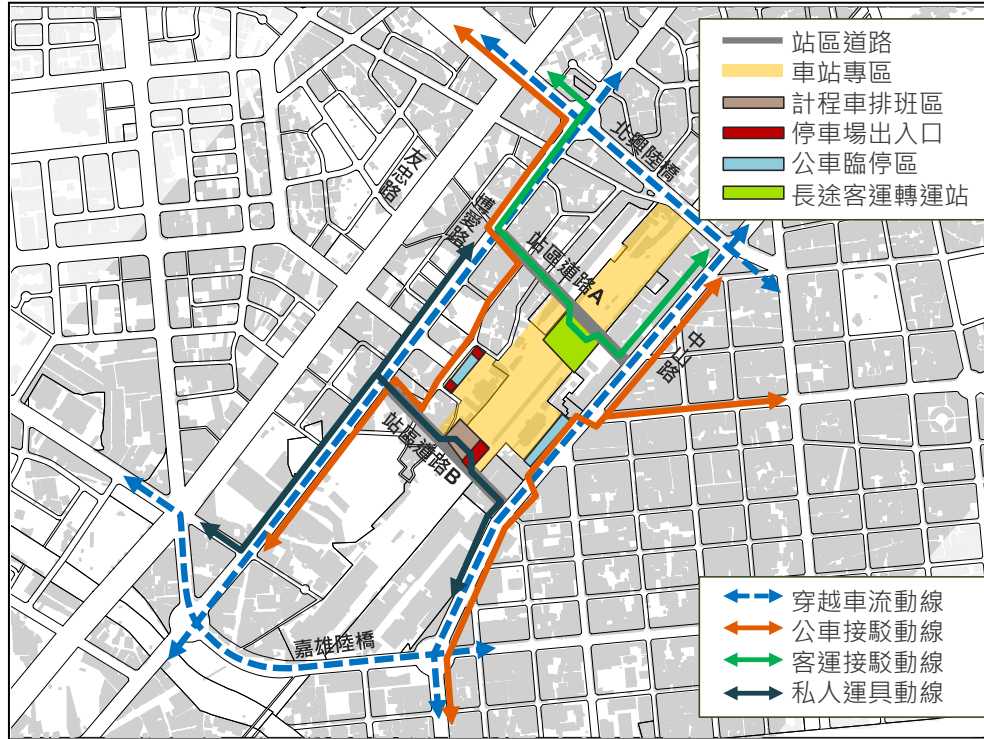 站區道路
車站專區
計程車排班區
停車場出入口
公車臨停區
長途客運轉運站
北興陸橋
友忠路
博愛路
站區道路A
中山路
站區道路B
嘉雄陸橋
穿越車流動線
公車接駁動線
客運接駁動線
私人運具動線